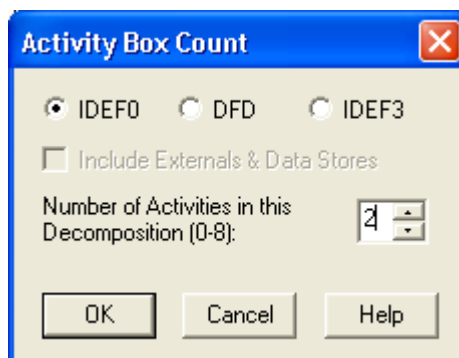 Activity Box Count
IDEF0 DFD IDEF3
Include Externals & Data Stores
Number of Activities in this
Decomposition (0-8):
2
OK Cancel Help